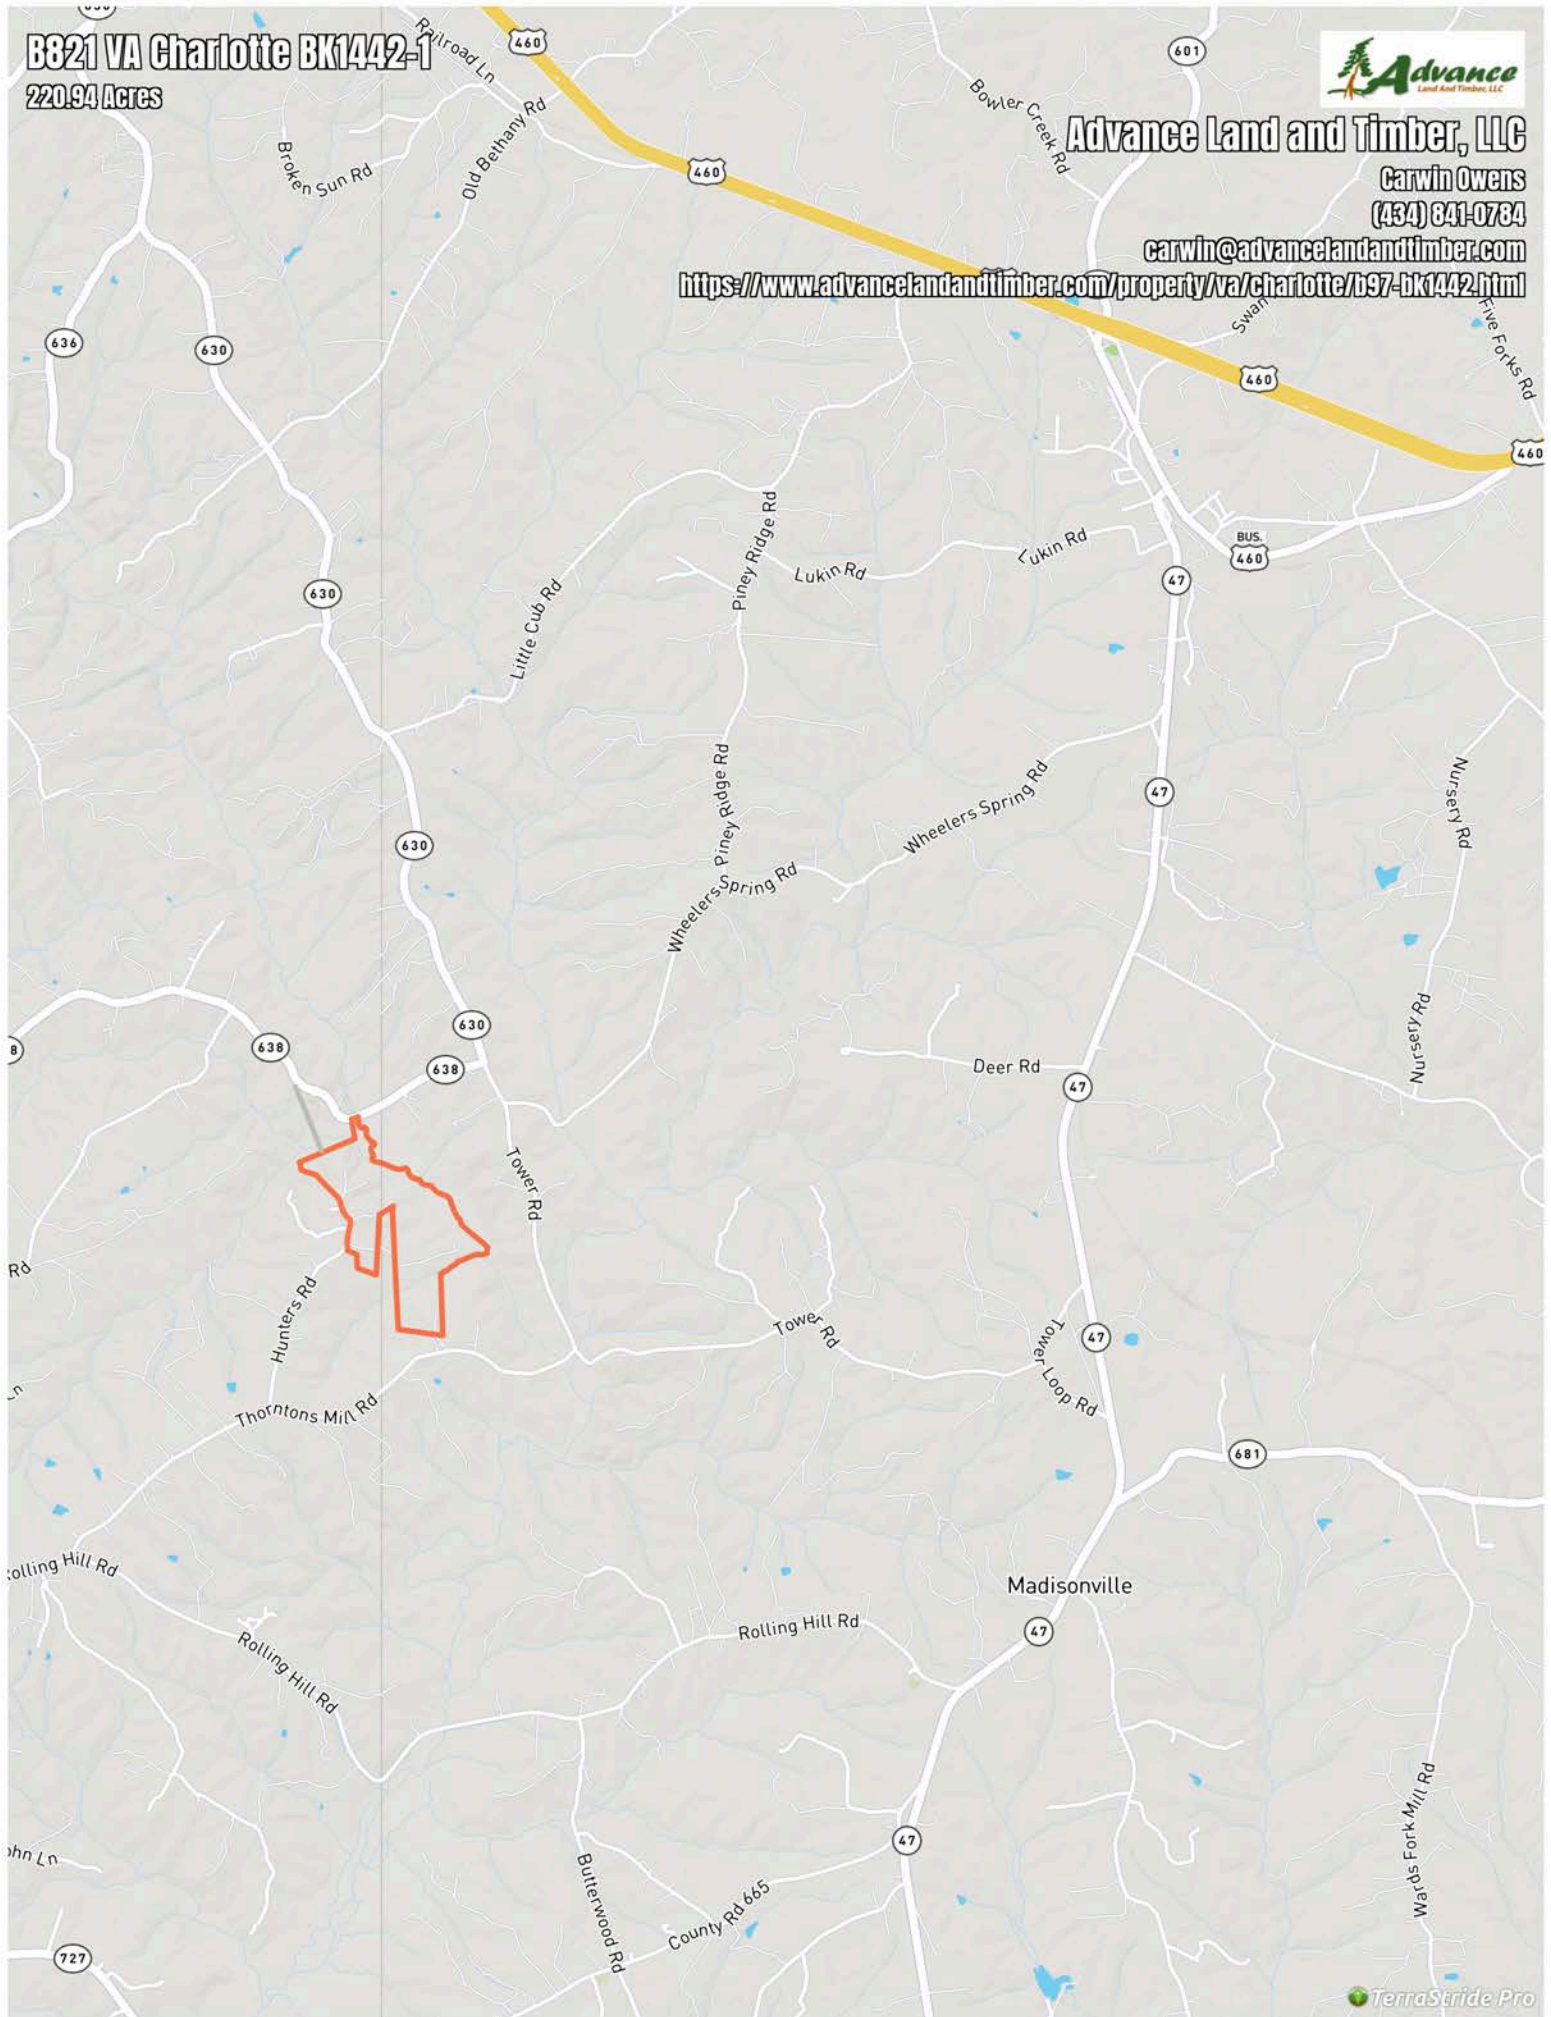 B821 VA Charlotte BK1442-1
220.94 Acres
Advance
Land And Timber, LLC
Advance Land and Timber, LLC
Carwin Owens
(434) 841-0784
carwin@advancelandandtimber.com
https://www.advancelandandtimber.com/property/va/charlotte/b97-bk1442.html
Railroad Ln
460
601
Bowler Creek Rd
Old Bethany Rd
Broken Sun Rd
460
Swan
Five Forks Rd
636
630
460
460
Piney Ridge Rd
Lukin Rd
Lukin Rd
BUS.
460
47
630
Little Cub Rd
Piney Ridge Rd
Wheelers Spring Rd
47
Nursery Rd
630
Wheelers Spring Rd
Nursery Rd
630
638
8
638
Deer Rd
47
Tower Rd
Rd
Hunters Rd
Tower Rd
Tower Loop Rd
47
Thorntons Mill Rd
Ln
681
Rolling Hill Rd
Madisonville
Rolling Hill Rd
47
Rolling Hill Rd
Wards Fork Mill Rd
47
ohn Ln
Butterwood Rd
County Rd 665
727
TerraStride Pro